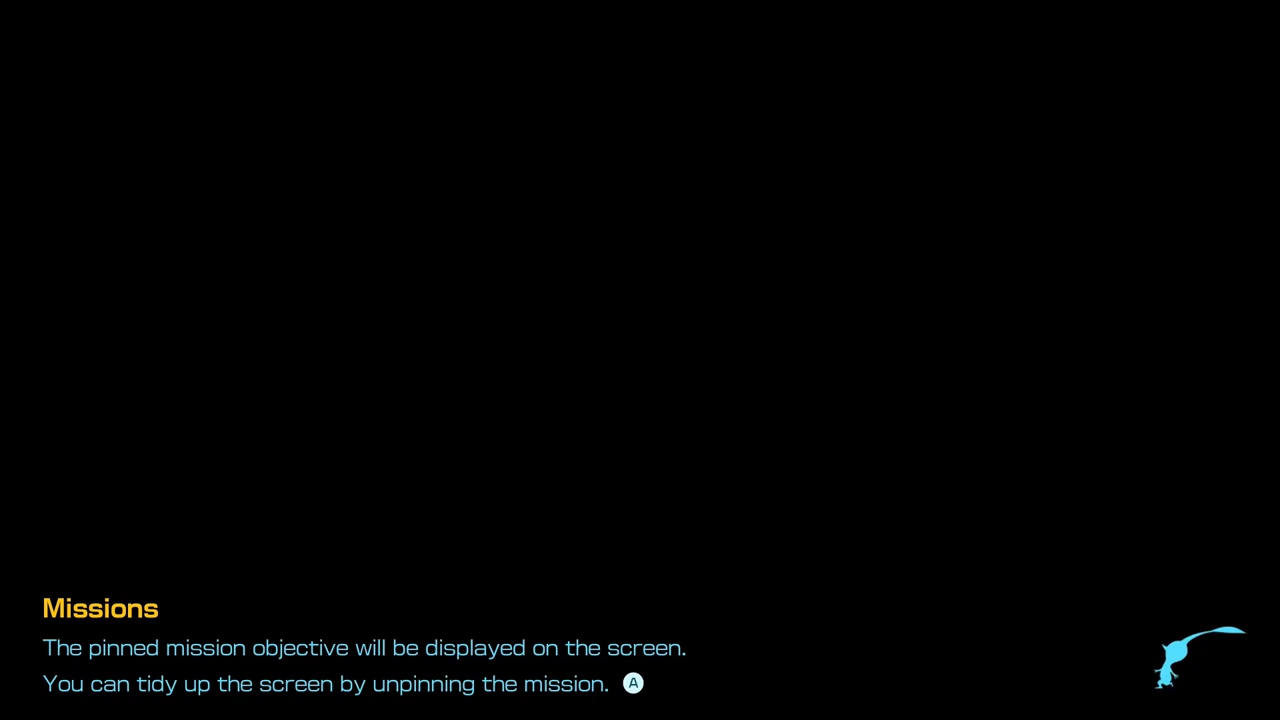 Missions
The pinned mission objective will be displayed on the screen.
You can tidy up the screen by unpinning the mission. A